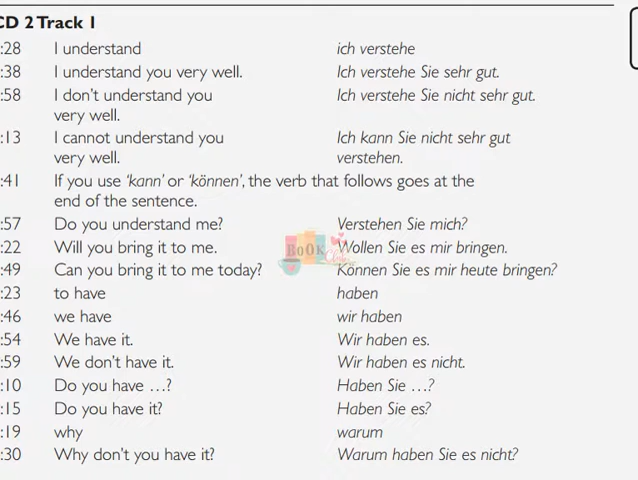 CD 2 Track 1
:28 I understand ich verstehe
:38 I understand you very well. Ich verstehe Sie sehr gut.
:58 I don't understand you Ich verstehe Sie nicht sehr gut.
very well.
:13 I cannot understand you Ich kann Sie nicht sehr gut
very well. verstehen.
:41 If you use 'kann' or 'können', the verb that follows goes at the
end of the sentence.
:57 Do you understand me? Verstehen Sie mich?
:22 Will you bring it to me. Wollen Sie es mir bringen.
:49 Can you bring it to me today? Können Sie es mir heute bringen?
:23 to have haben
:46 we have wir haben
:54 We have it. Wir haben es.
:59 We don't have it. Wir haben es nicht.
:10 Do you have …? Haben Sie …?
:15 Do you have it? Haben Sie es?
:19 why warum
:30 Why don't you have it? Warum haben Sie es nicht?
BOOK